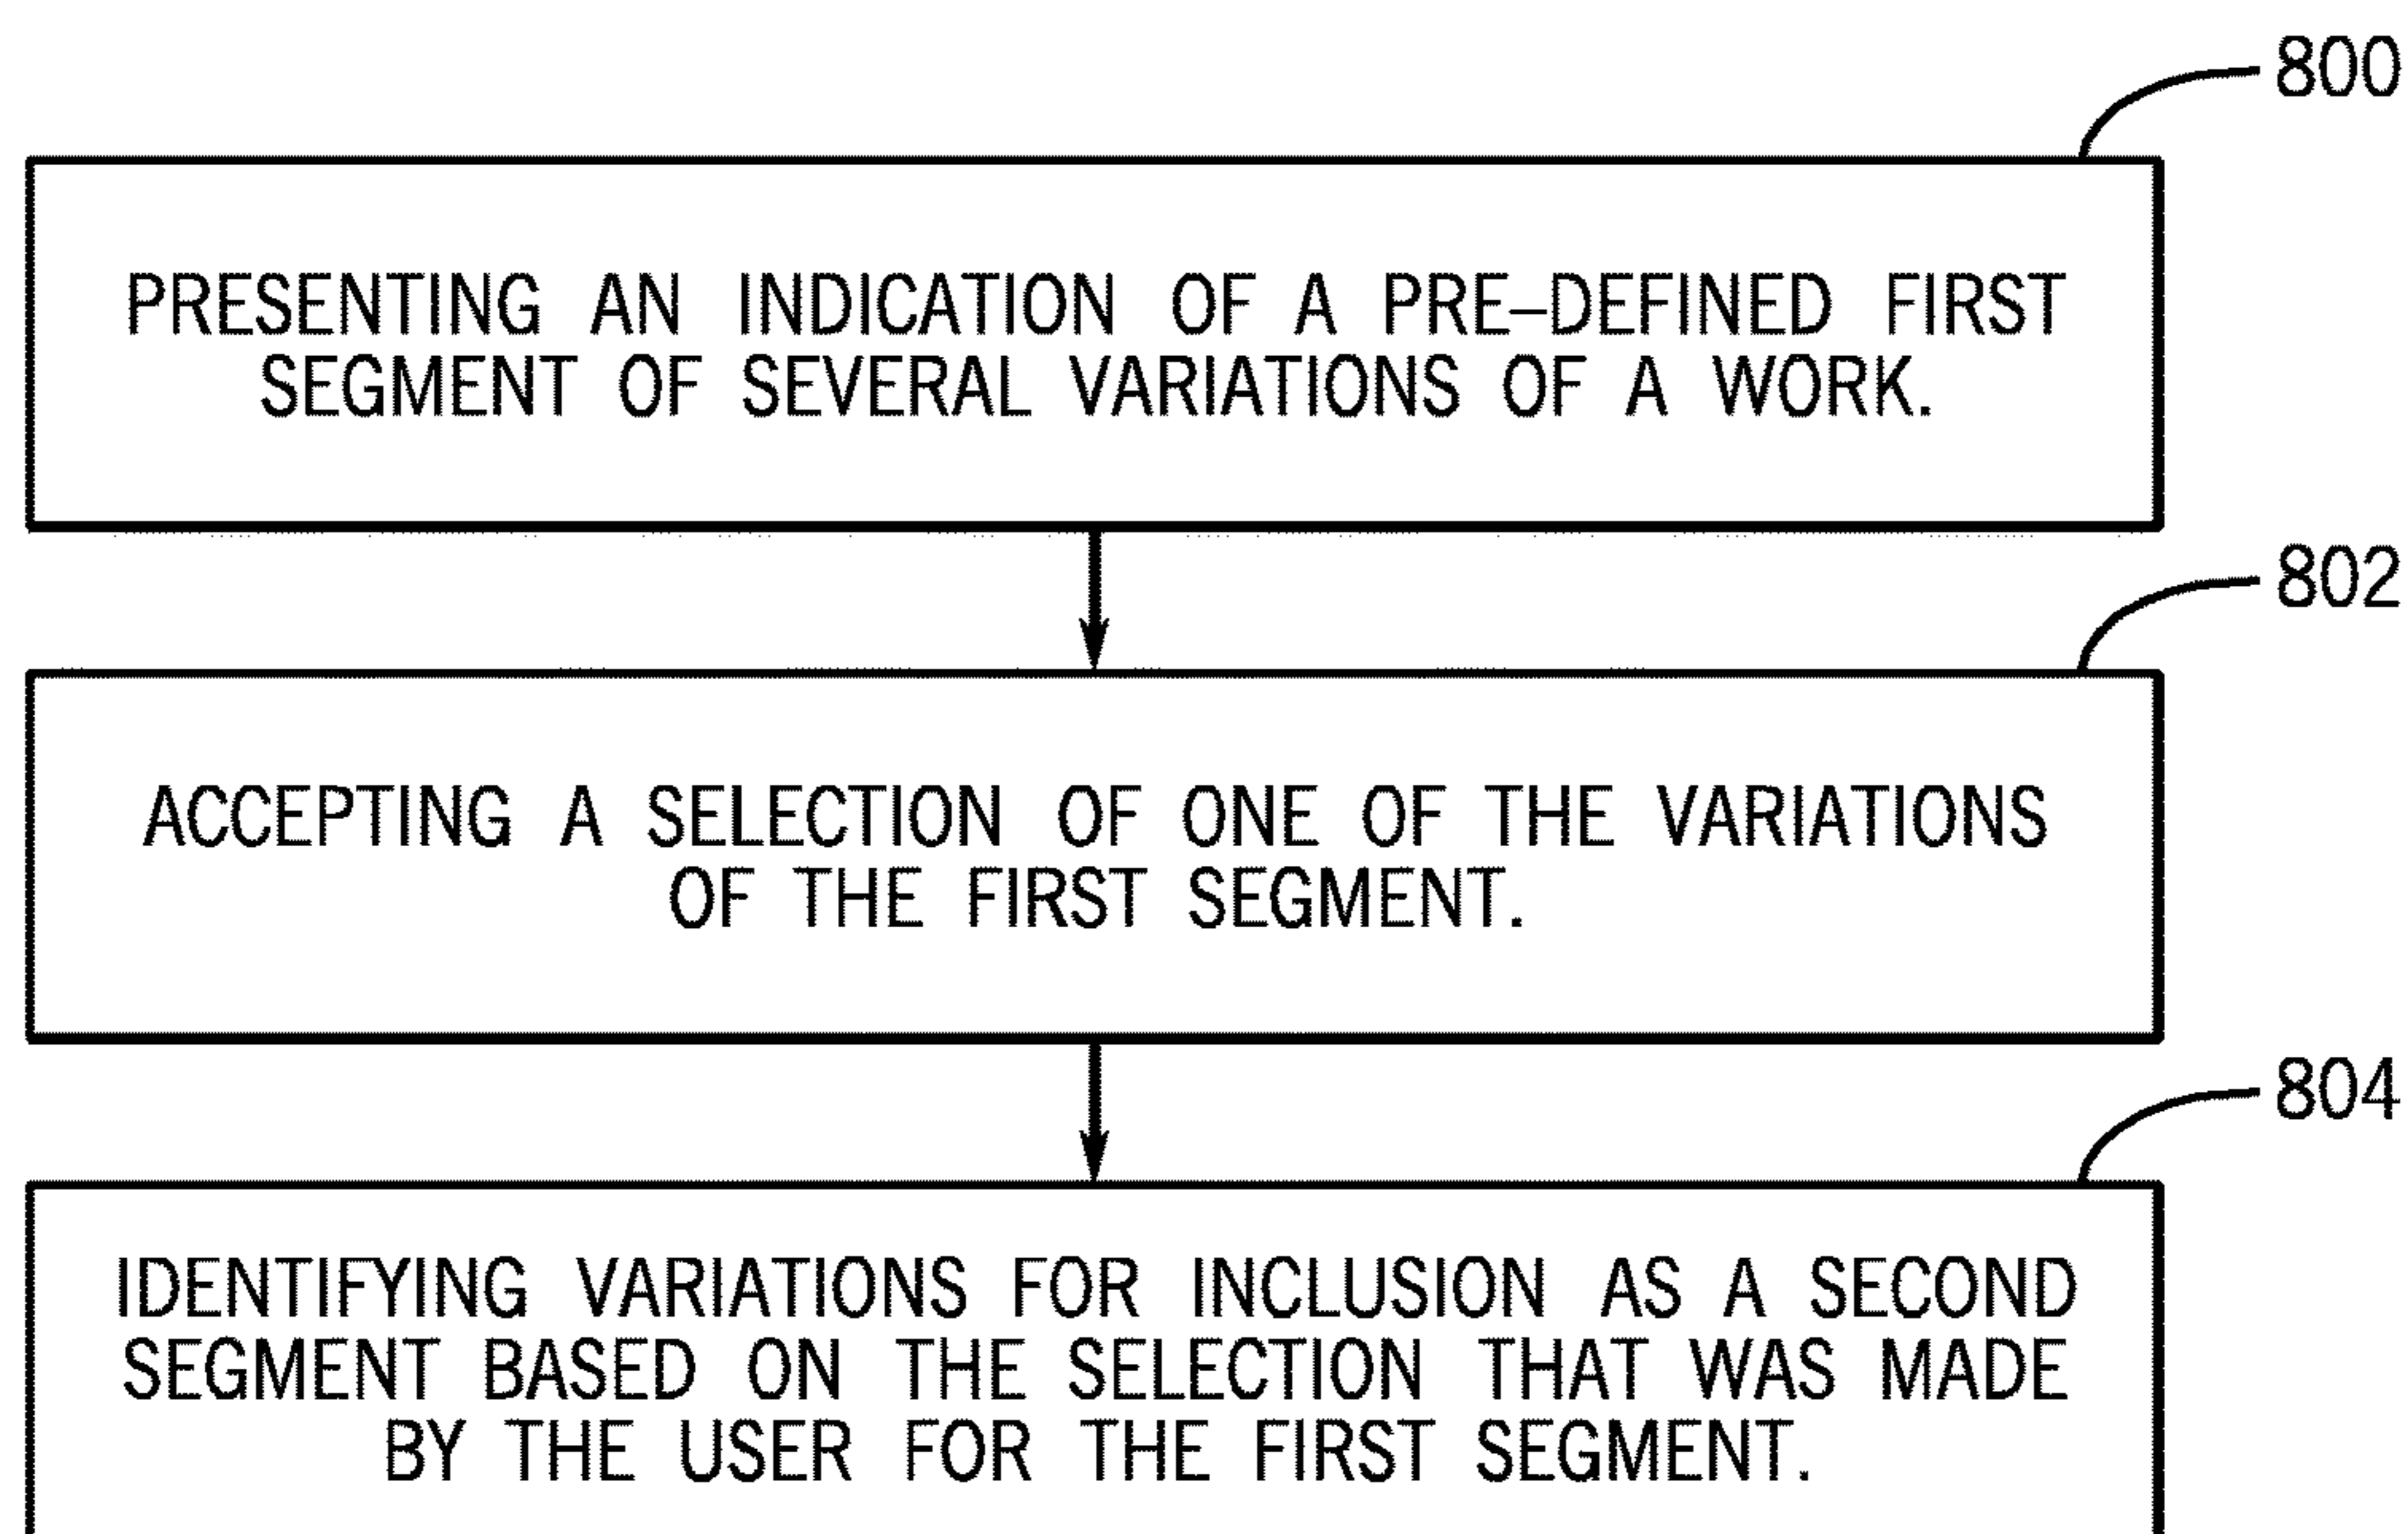 800
PRESENTING AN INDICATION OF A PRE–DEFINED FIRST
SEGMENT OF SEVERAL VARIATIONS OF A WORK.
802
ACCEPTING A SELECTION OF ONE OF THE VARIATIONS
OF THE FIRST SEGMENT.
804
IDENTIFYING VARIATIONS FOR INCLUSION AS A SECOND
SEGMENT BASED ON THE SELECTION THAT WAS MADE
BY THE USER FOR THE FIRST SEGMENT.